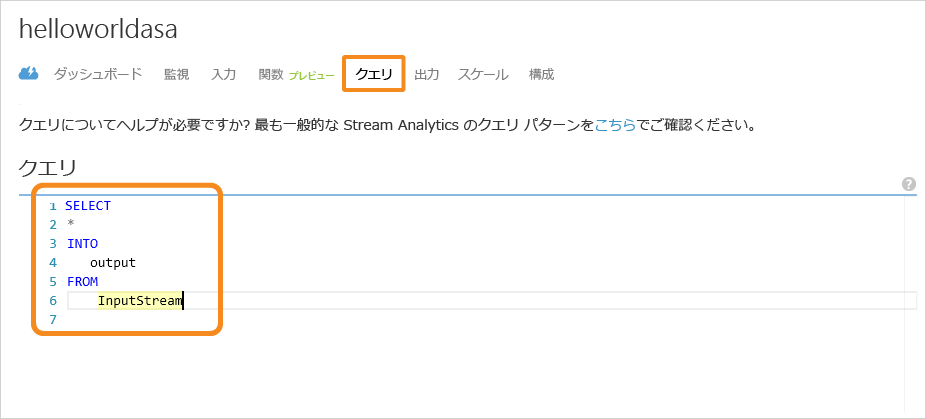 helloworldasa
ダッシュボード 監視 入力 関数 プレビュー クエリ 出力 スケール 構成
クエリについてヘルプが必要ですか? 最も一般的な Stream Analytics のクエリ パターンをこちらでご確認ください。
クエリ
?
1 SELECT
2 *
3 INTO
4 output
5 FROM
6 InputStream
7